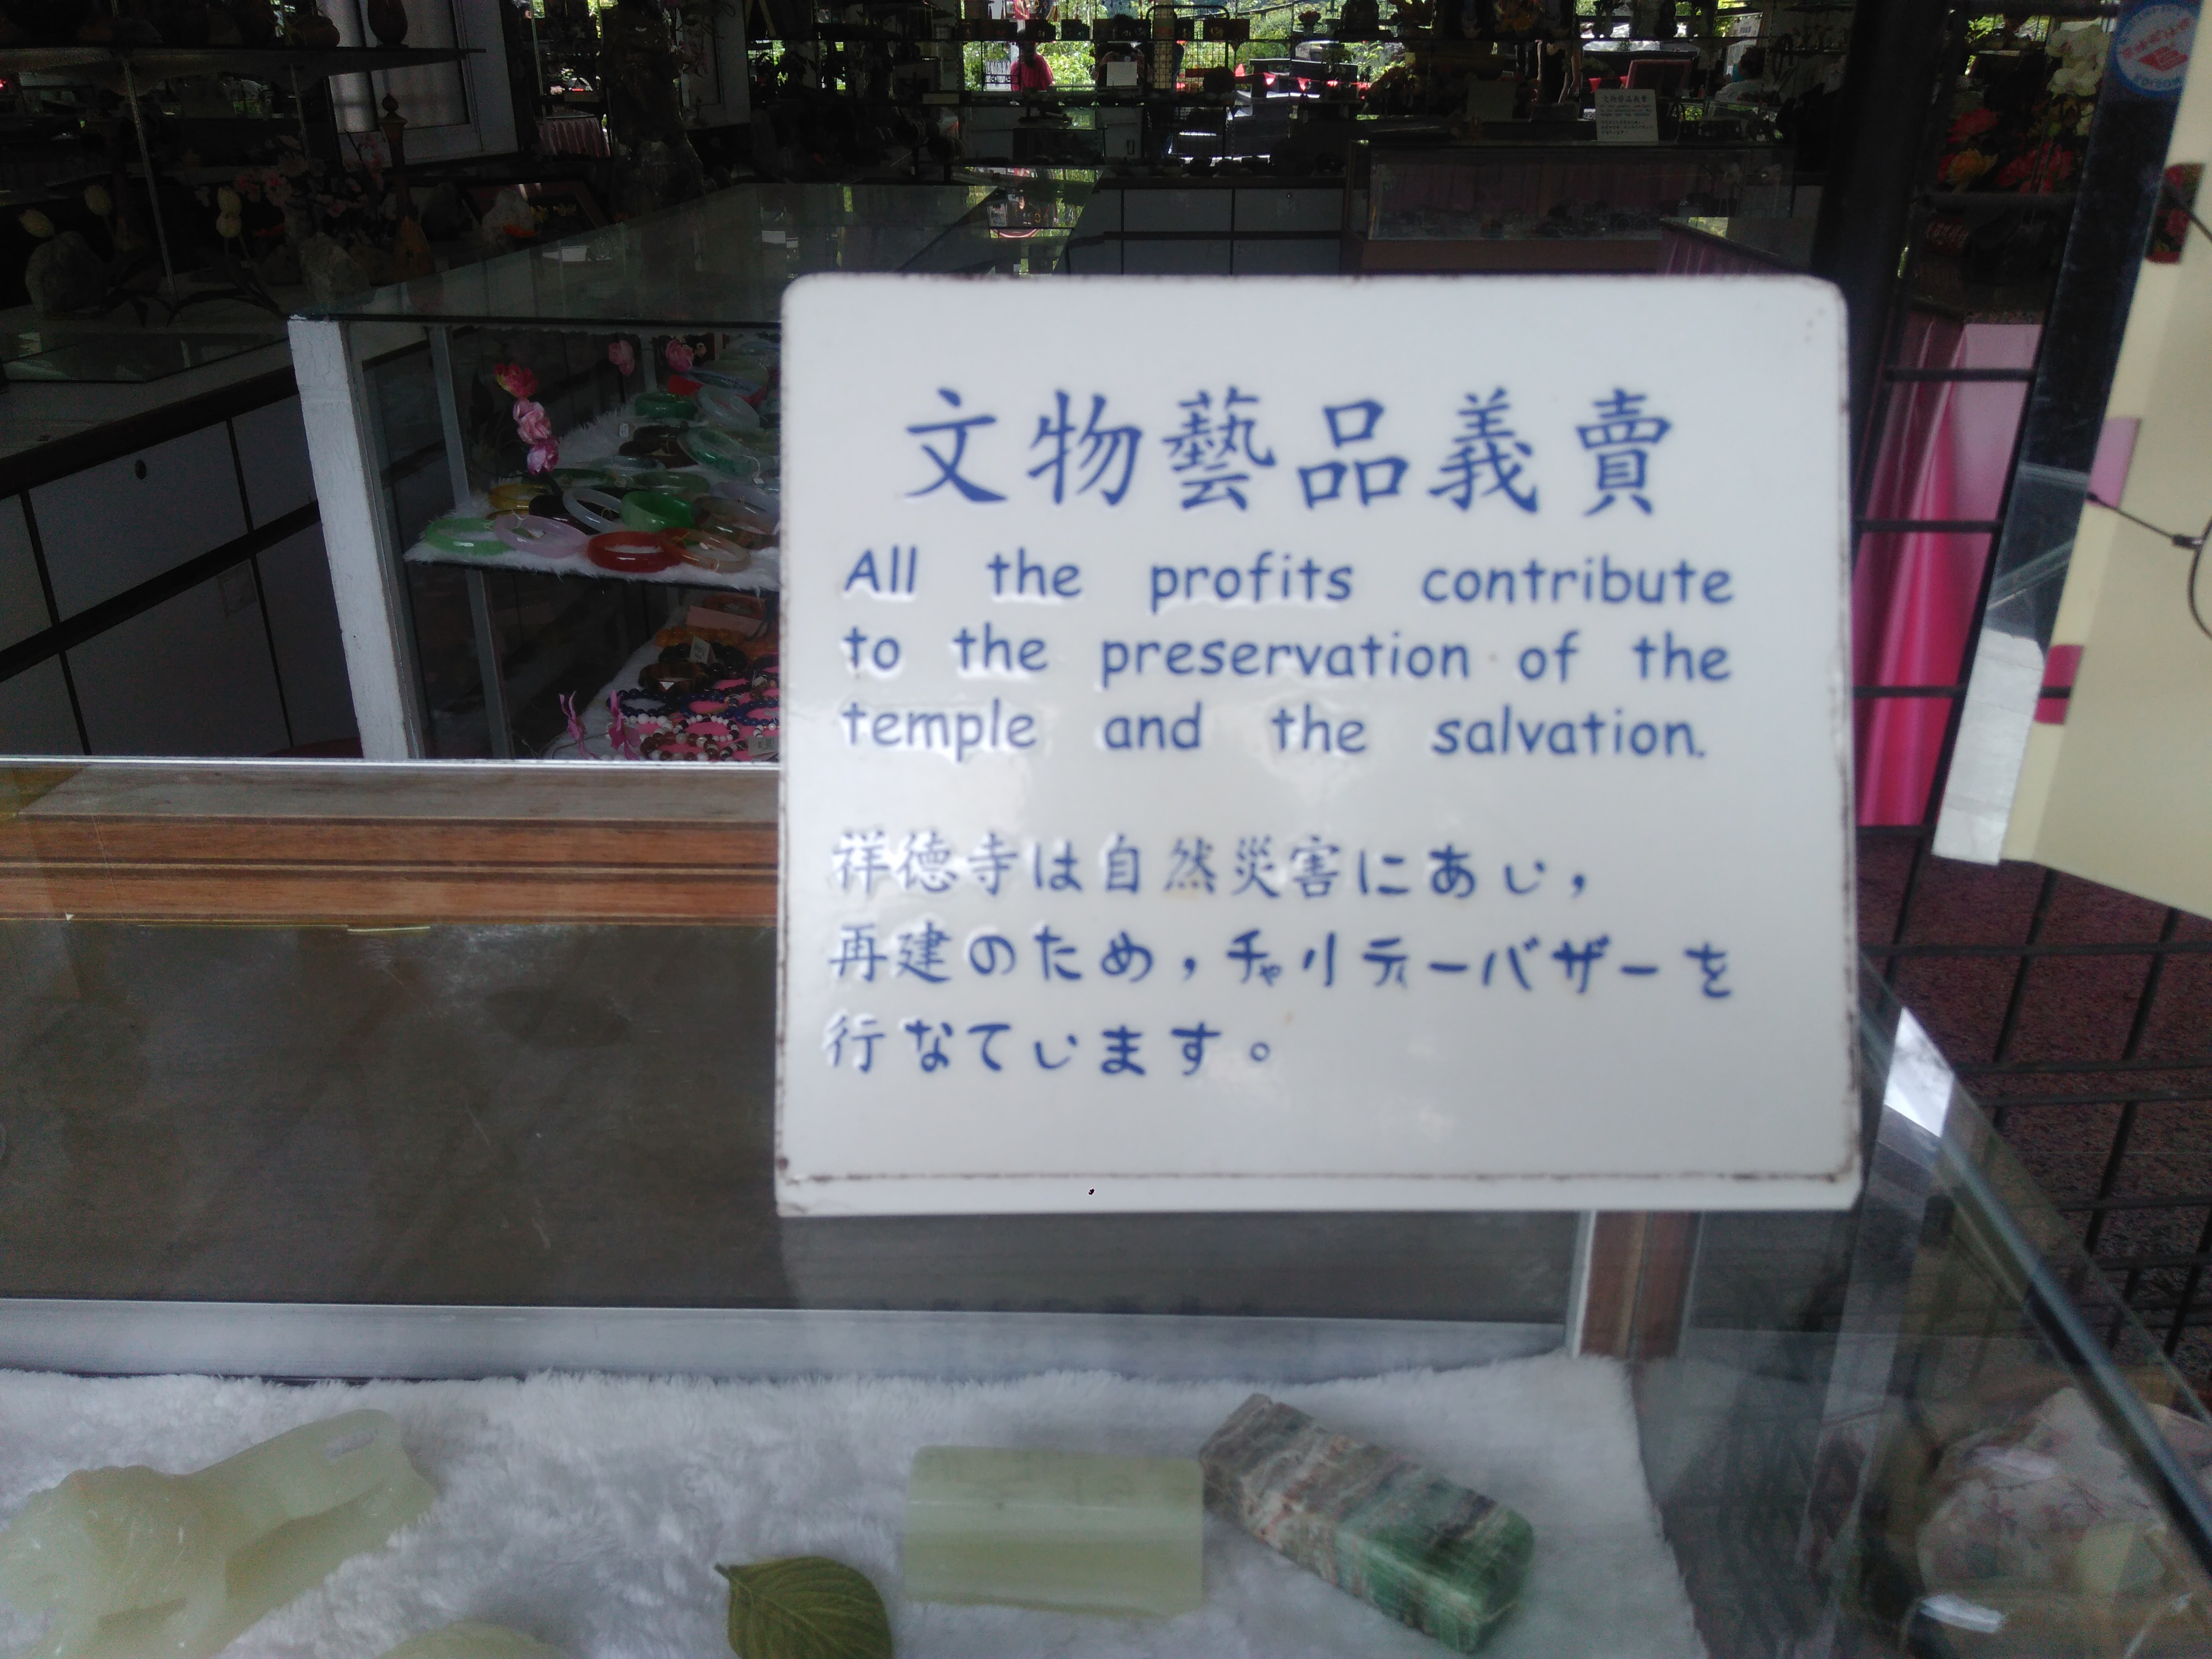 文物藝品義賣
All the profits contribute
to the preservation of the
temple and the salvation.
祥徳寺は自然災害にあい,
再建のため,チャリティーバザーを
行なています。